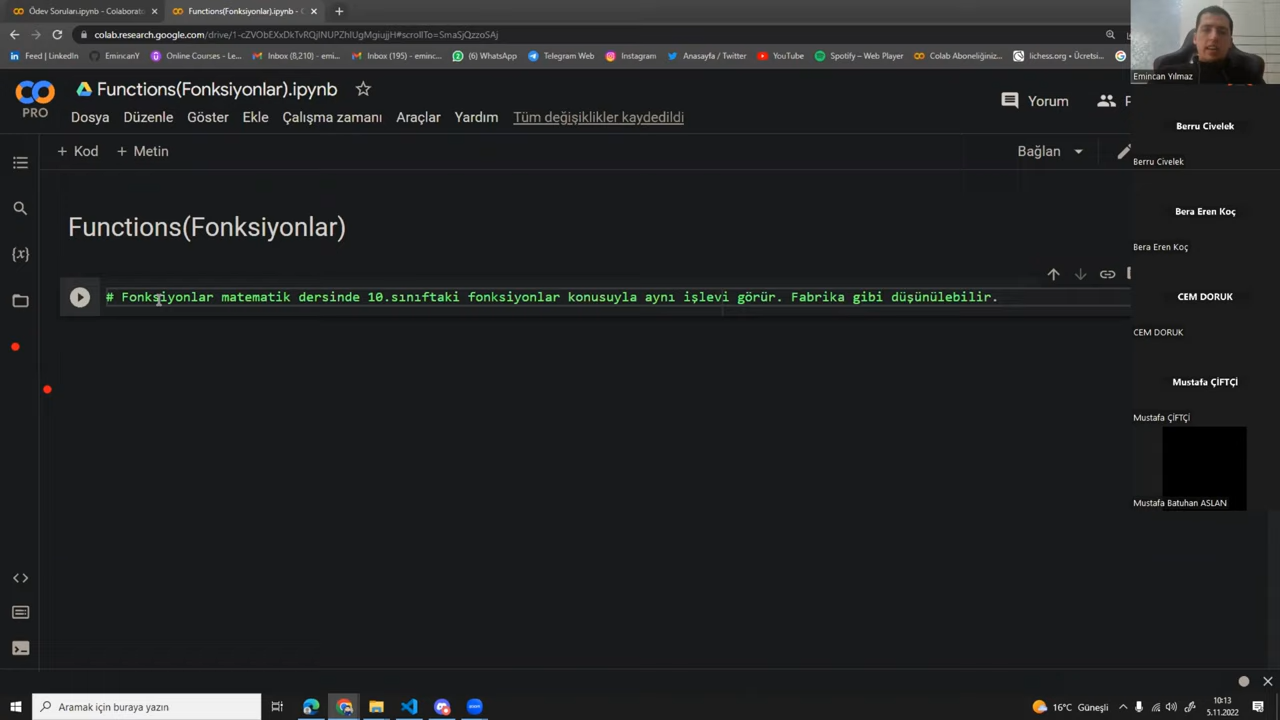 Ödev Soruları.ipynb - Colaborato
Functions(Fonksiyonlar).ipynb - C
colab.research.google.com/drive/1-cZVObEXxDkTvRQjlNUPZhlUgMgiujjH#scrollTo=SmaSjQzzoSAj
Feed | LinkedIn
EmincanY
Online Courses - Le...
Inbox (8,210) - emi...
Inbox (195) - eminc...
(6) WhatsApp
Telegram Web
Instagram
Anasayfa / Twitter
YouTube
Spotify – Web Player
Colab Aboneliğiniz...
lichess.org • Ücretsi...
Emincan Yılmaz
PRO
Functions(Fonksiyonlar).ipynb
Dosya Düzenle Göster Ekle Çalışma zamanı Araçlar Yardım Tüm değişiklikler kaydedildi
Yorum
P
+ Kod + Metin
Bağlan
Berru Civelek
Berru Civelek
Functions(Fonksiyonlar)
Bera Eren Koç
Bera Eren Koç
# Fonksiyonlar matematik dersinde 10.sınıftaki fonksiyonlar konusuyla aynı işlevi görür. Fabrika gibi düşünülebilir.
CEM DORUK
CEM DORUK
Mustafa ÇİFTÇİ
Mustafa ÇİFTÇİ
Mustafa Batuhan ASLAN
Aramak için buraya yazın
16°C Güneşli
10:13
5.11.2022